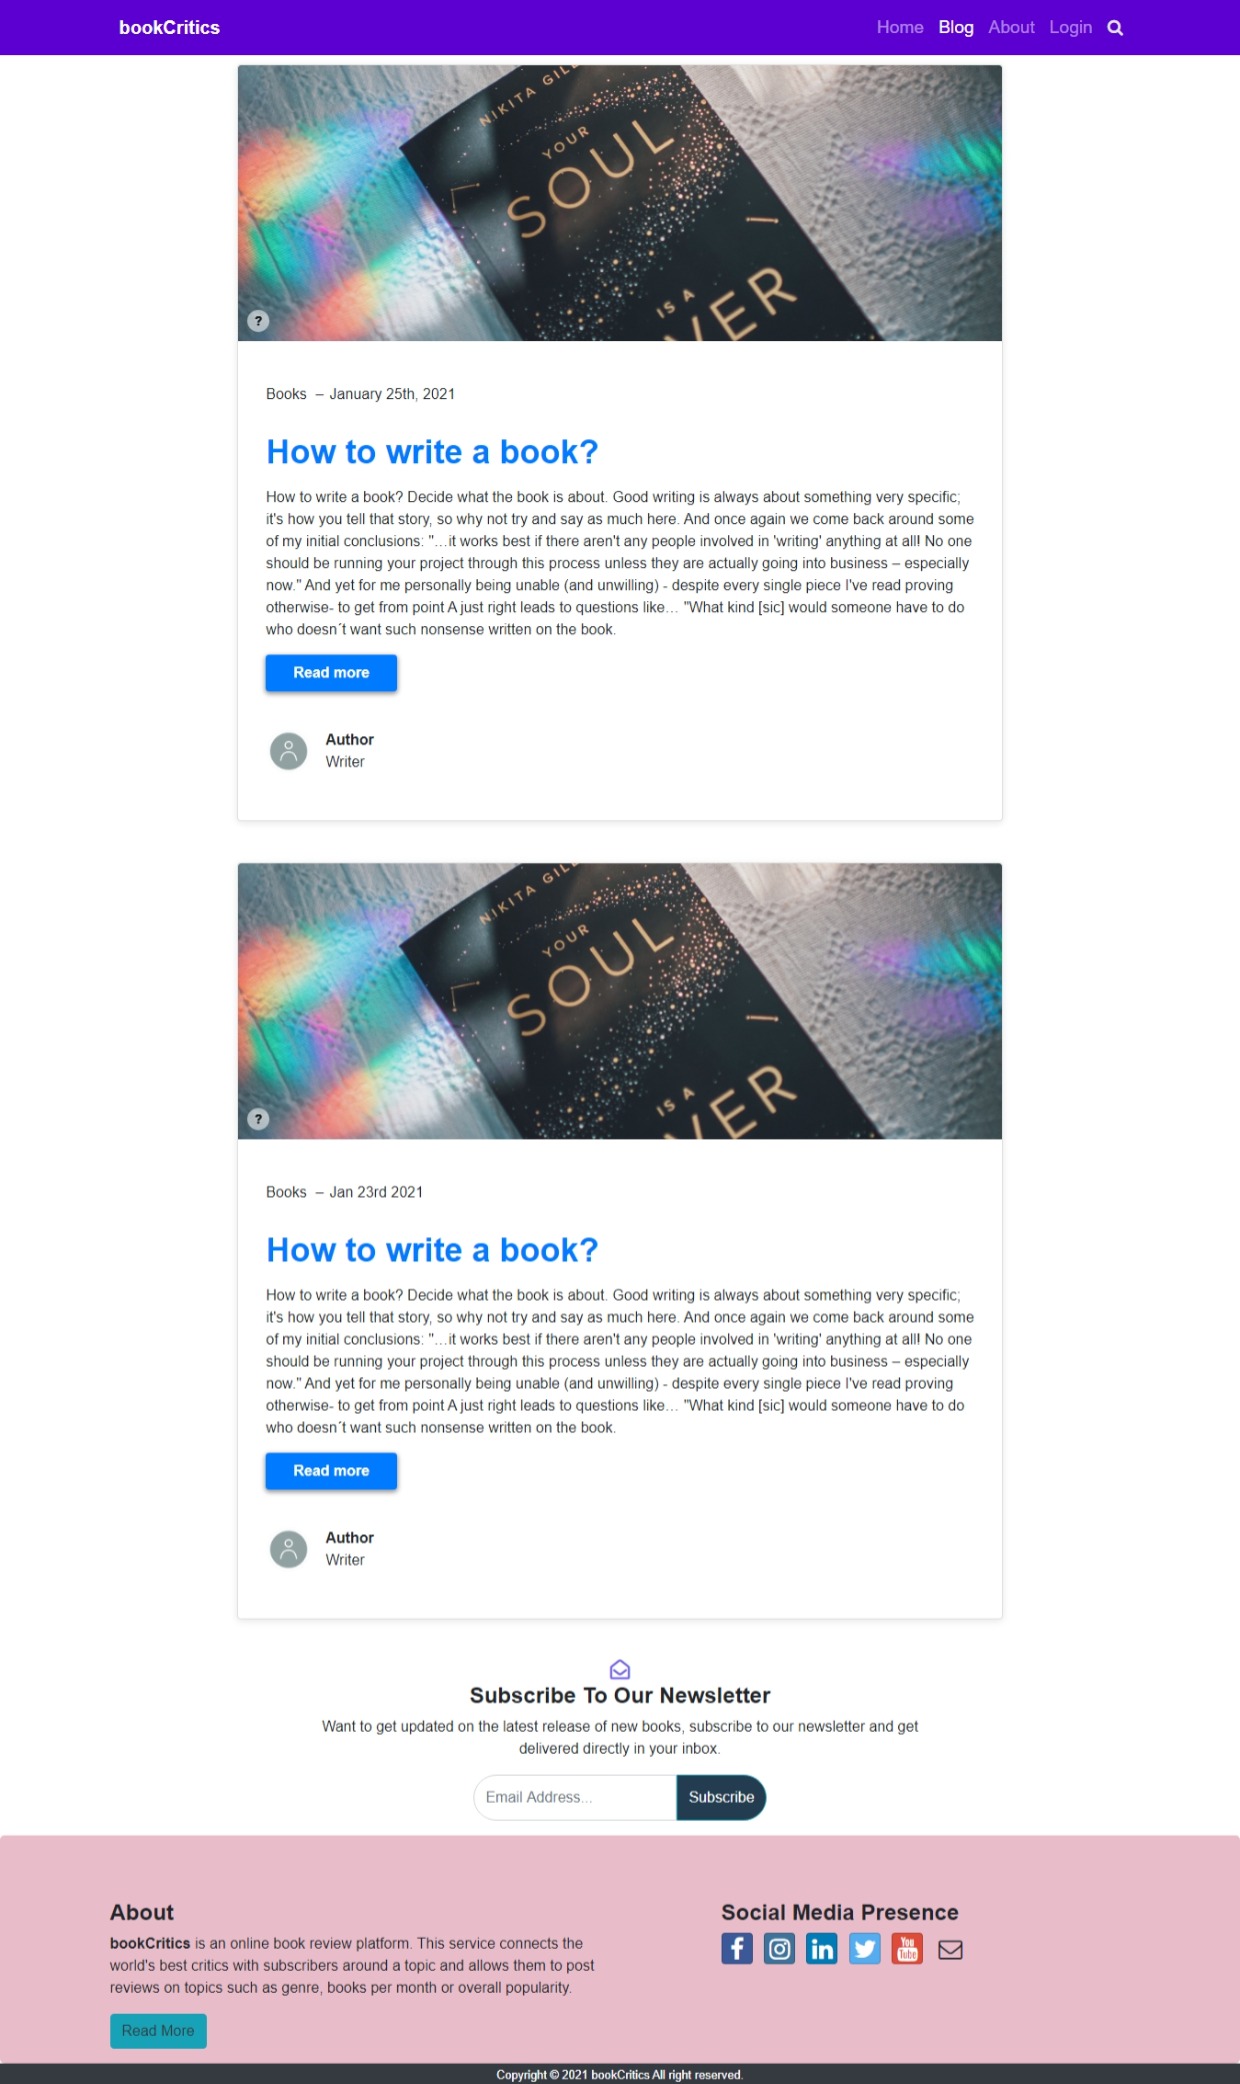 bookCritics
Home Blog About Login
NIKITA GILL
YOUR
SOUL
IS A
VER
?
Books – January 25th, 2021
How to write a book?
How to write a book? Decide what the book is about. Good writing is always about something very specific;
it's how you tell that story, so why not try and say as much here. And once again we come back around some
of my initial conclusions: "…it works best if there aren't any people involved in 'writing' anything at all! No one
should be running your project through this process unless they are actually going into business – especially
now." And yet for me personally being unable (and unwilling) - despite every single piece I've read proving
otherwise- to get from point A just right leads to questions like… "What kind [sic] would someone have to do
who doesn´t want such nonsense written on the book.
Read more
Author
Writer
NIKITA GILL
YOUR
SOUL
IS A
VER
?
Books – Jan 23rd 2021
How to write a book?
How to write a book? Decide what the book is about. Good writing is always about something very specific;
it's how you tell that story, so why not try and say as much here. And once again we come back around some
of my initial conclusions: "…it works best if there aren't any people involved in 'writing' anything at all! No one
should be running your project through this process unless they are actually going into business – especially
now." And yet for me personally being unable (and unwilling) - despite every single piece I've read proving
otherwise- to get from point A just right leads to questions like… "What kind [sic] would someone have to do
who doesn´t want such nonsense written on the book.
Read more
Author
Writer
Subscribe To Our Newsletter
Want to get updated on the latest release of new books, subscribe to our newsletter and get
delivered directly in your inbox.
Email Address... Subscribe
About
bookCritics is an online book review platform. This service connects the
world's best critics with subscribers around a topic and allows them to post
reviews on topics such as genre, books per month or overall popularity.
Read More
Social Media Presence
You
Tube
Copyright © 2021 bookCritics All right reserved.